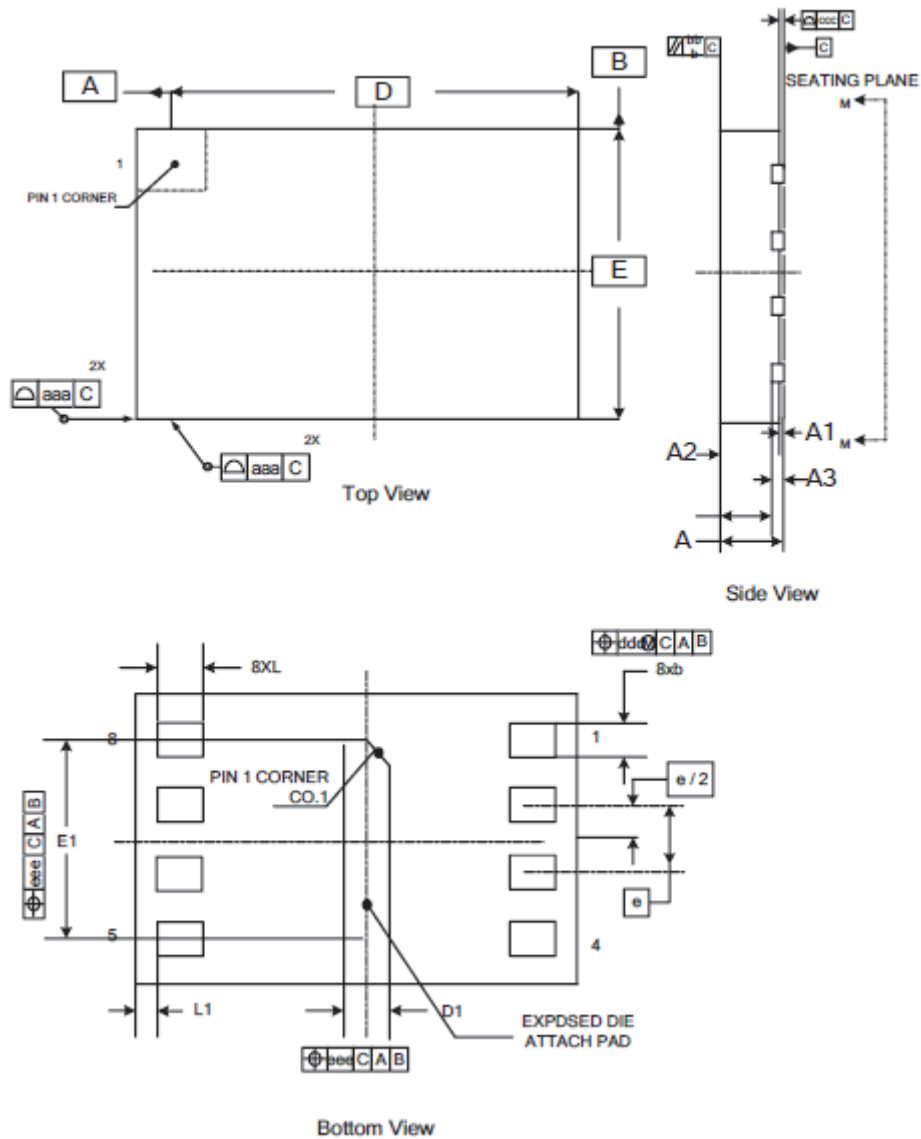 A
D
B
1
PIN 1 CORNER
E
2X
aaa C
2X
aaa C
Top View
bb
b C
ccc C
C
SEATING PLANE
M
A1
M
A2
A3
A
Side View
8XL
ddd M C A B
8xb
8
1
PIN 1 CORNER
CO.1
e / 2
eee C A B
E1
e
5
4
L1
D1
EXPDSED DIE
ATTACH PAD
eee C A B
Bottom View